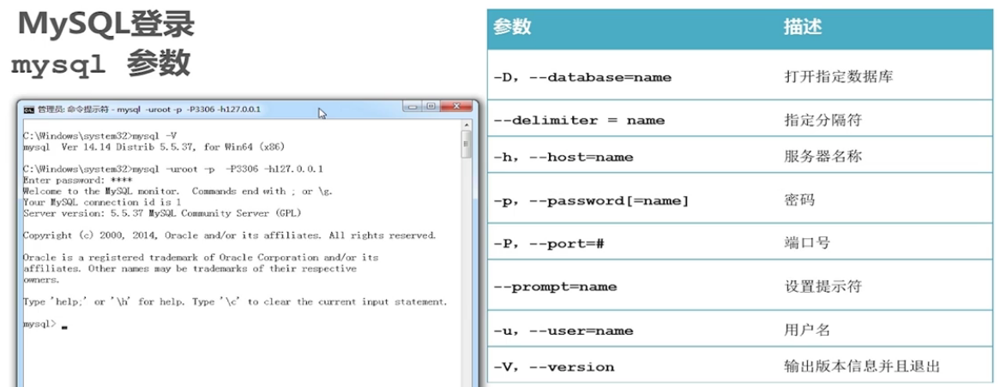 MySQL登录
mysql 参数
管理员: 命令提示符 - mysql  -uroot -p  -P3306 -h127.0.0.1
C:\Windows\system32>mysql -V
mysql  Ver 14.14 Distrib 5.5.37, for Win64 (x86)
C:\Windows\system32>mysql -uroot -p  -P3306 -h127.0.0.1
Enter password: ****
Welcome to the MySQL monitor.  Commands end with ; or \g.
Your MySQL connection id is 1
Server version: 5.5.37 MySQL Community Server (GPL)
Copyright (c) 2000, 2014, Oracle and/or its affiliates. All rights reserved.
Oracle is a registered trademark of Oracle Corporation and/or its
affiliates. Other names may be trademarks of their respective
owners.
Type 'help;' or '\h' for help. Type '\c' to clear the current input statement.
mysql>
参数 描述
-D，--database=name 打开指定数据库
--delimiter = name 指定分隔符
-h，--host=name 服务器名称
-p，--password[=name] 密码
-P，--port=# 端口号
--prompt=name 设置提示符
-u，--user=name 用户名
-V，--version 输出版本信息并且退出